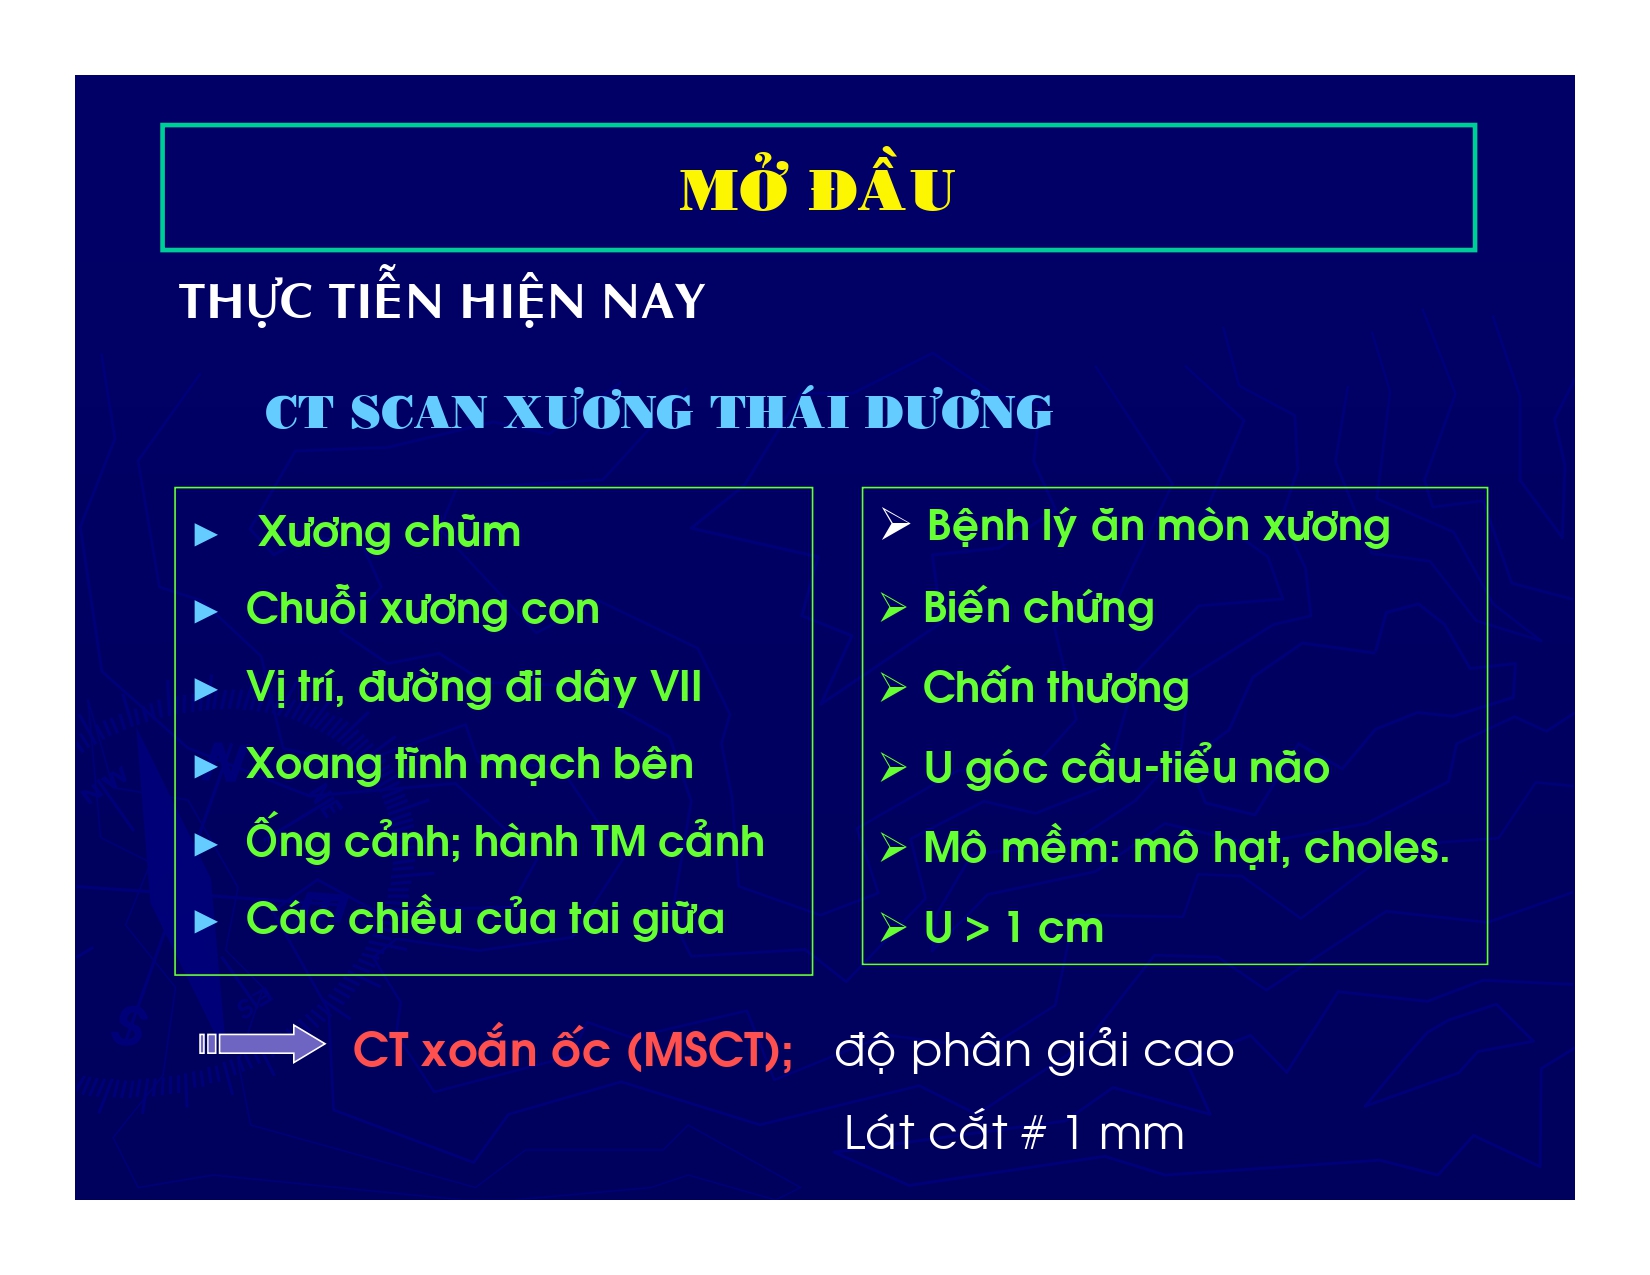 MỞ ĐẦU
THỰC TIỄN HIỆN NAY
CT SCAN XƯƠNG THÁI DƯƠNG
► Xương chũm
► Chuỗi xương con
► Vị trí, đường đi dây VII
► Xoang tĩnh mạch bên
► Ống cảnh; hành TM cảnh
► Các chiều của tai giữa
➢ Bệnh lý ăn mòn xương
➢ Biến chứng
➢ Chấn thương
➢ U góc cầu-tiểu não
➢ Mô mềm: mô hạt, choles.
➢ U > 1 cm
CT xoắn ốc (MSCT); độ phân giải cao
Lát cắt # 1 mm